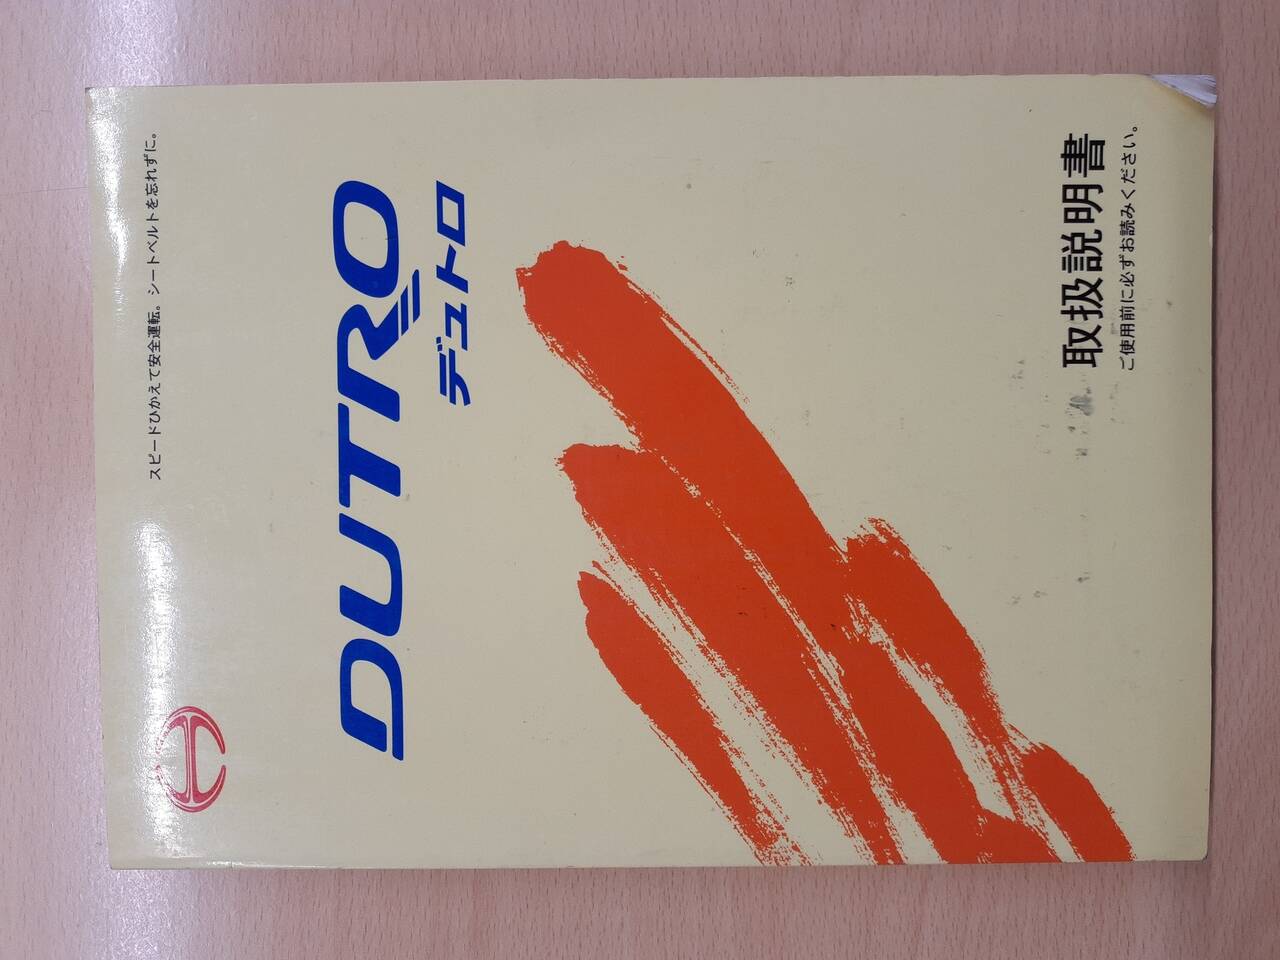 スピードひかえて安全運転。シートベルトを忘れずに。
DUTRO
デュトロ
取扱説明書
ご使用前に必ずお読みください。